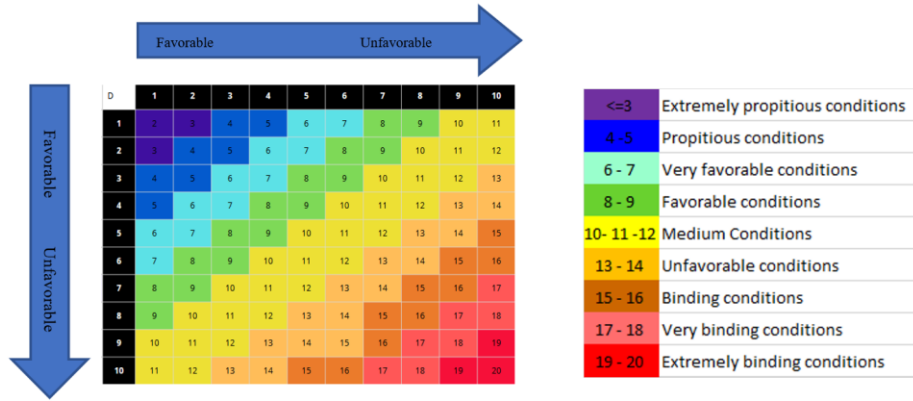 Favorable Unfavorable
Favorable
Unfavorable
D 1 2 3 4 5 6 7 8 9 10
1 2 3 4 5 6 7 8 9 10 11
2 3 4 5 6 7 8 9 10 11 12
3 4 5 6 7 8 9 10 11 12 13
4 5 6 7 8 9 10 11 12 13 14
5 6 7 8 9 10 11 12 13 14 15
6 7 8 9 10 11 12 13 14 15 16
7 8 9 10 11 12 13 14 15 16 17
8 9 10 11 12 13 14 15 16 17 18
9 10 11 12 13 14 15 16 17 18 19
10 11 12 13 14 15 16 17 18 19 20
<=3 Extremely propitious conditions
4 -5 Propitious conditions
6 - 7 Very favorable conditions
8 - 9 Favorable conditions
10- 11 -12 Medium Conditions
13 - 14 Unfavorable conditions
15 - 16 Binding conditions
17 - 18 Very binding conditions
19 - 20 Extremely binding conditions